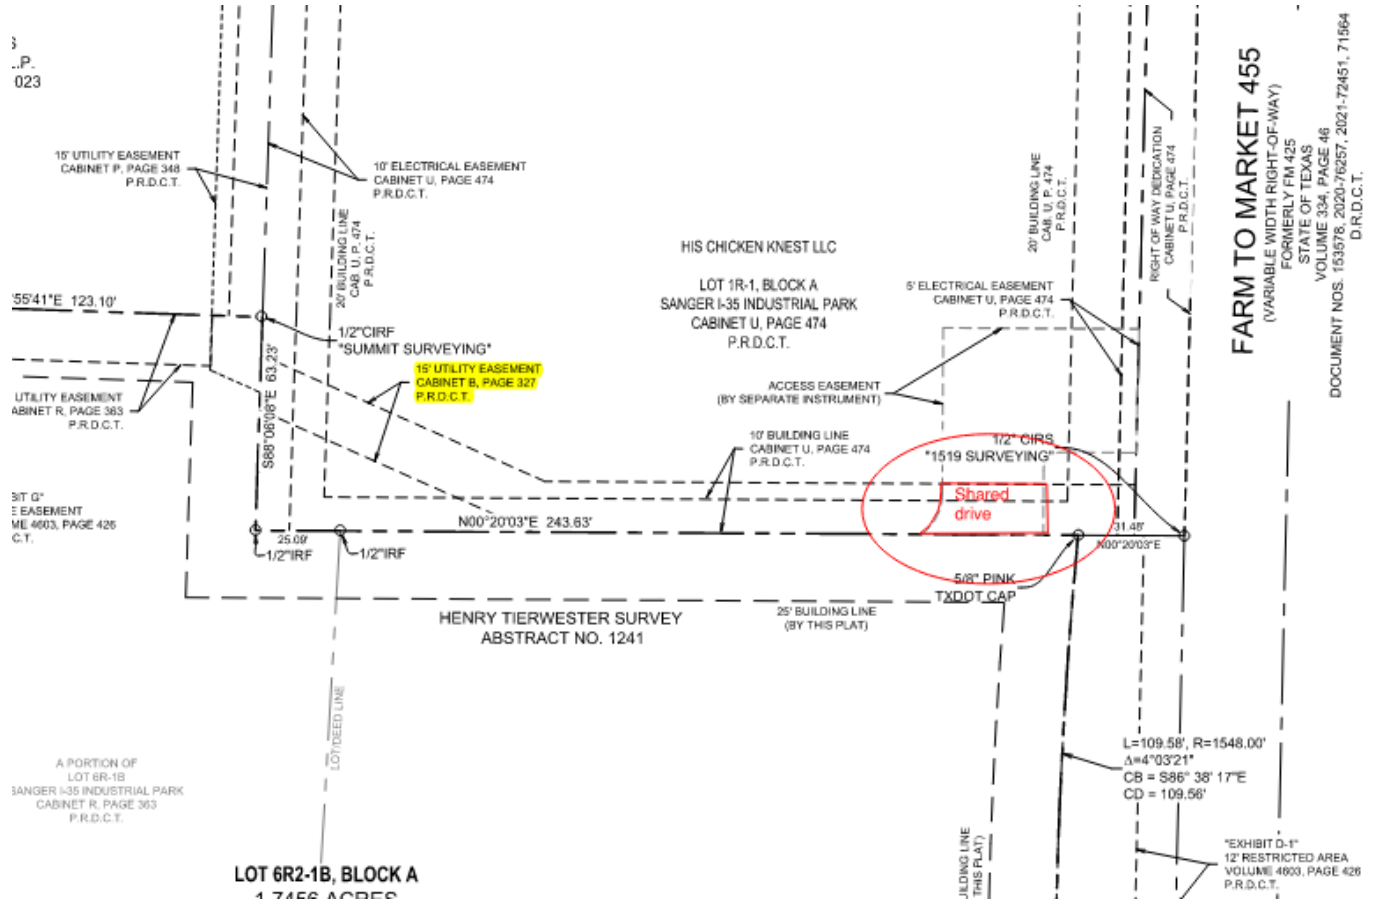 S
L.P.
023
15' UTILITY EASEMENT
CABINET P, PAGE 348
P.R.D.C.T.
10' ELECTRICAL EASEMENT
CABINET U, PAGE 474
P.R.D.C.T.
20' BUILDING LINE
CAB. U, P. 474
P.R.D.C.T.
'55'41"E 123.10'
1/2"CIRF
"SUMMIT SURVEYING"
S88°06'08"E 63.23'
15' UTILITY EASEMENT
CABINET B, PAGE 327
P.R.D.C.T.
UTILITY EASEMENT
ABINET R, PAGE 363
P.R.D.C.T.
BIT G"
E EASEMENT
ME 4603, PAGE 426
C.T.
25.09'
1/2"IRF
1/2"IRF
N00°20'03"E 243.63'
HIS CHICKEN KNEST LLC
LOT 1R-1, BLOCK A
SANGER I-35 INDUSTRIAL PARK
CABINET U, PAGE 474
P.R.D.C.T.
20' BUILDING LINE
CAB. U, P. 474
P.R.D.C.T.
RIGHT OF WAY DEDICATION
CABINET U, PAGE 474
P.R.D.C.T.
5' ELECTRICAL EASEMENT
CABINET U, PAGE 474
P.R.D.C.T.
ACCESS EASEMENT
(BY SEPARATE INSTRUMENT)
10' BUILDING LINE
CABINET U, PAGE 474
P.R.D.C.T.
1/2" CIRS
"1519 SURVEYING"
Shared
drive
31.48'
N00°20'03"E
5/8" PINK
TXDOT CAP
25' BUILDING LINE
(BY THIS PLAT)
HENRY TIERWESTER SURVEY
ABSTRACT NO. 1241
LOT/DEED LINE
A PORTION OF
LOT 6R-1B
SANGER I-35 INDUSTRIAL PARK
CABINET R, PAGE 363
P.R.D.C.T.
LOT 6R2-1B, BLOCK A
1.7456 ACRES
FARM TO MARKET 455
(VARIABLE WIDTH RIGHT-OF-WAY)
FORMERLY FM 425
STATE OF TEXAS
VOLUME 334, PAGE 46
DOCUMENT NOS. 153578, 2020-76257, 2021-72451, 71564
D.R.D.C.T.
L=109.58', R=1548.00'
Δ=4°03'21"
CB = S86° 38' 17"E
CD = 109.56'
ILDING LINE
THIS PLAT)
"EXHIBIT D-1"
12' RESTRICTED AREA
VOLUME 4603, PAGE 426
P.R.D.C.T.